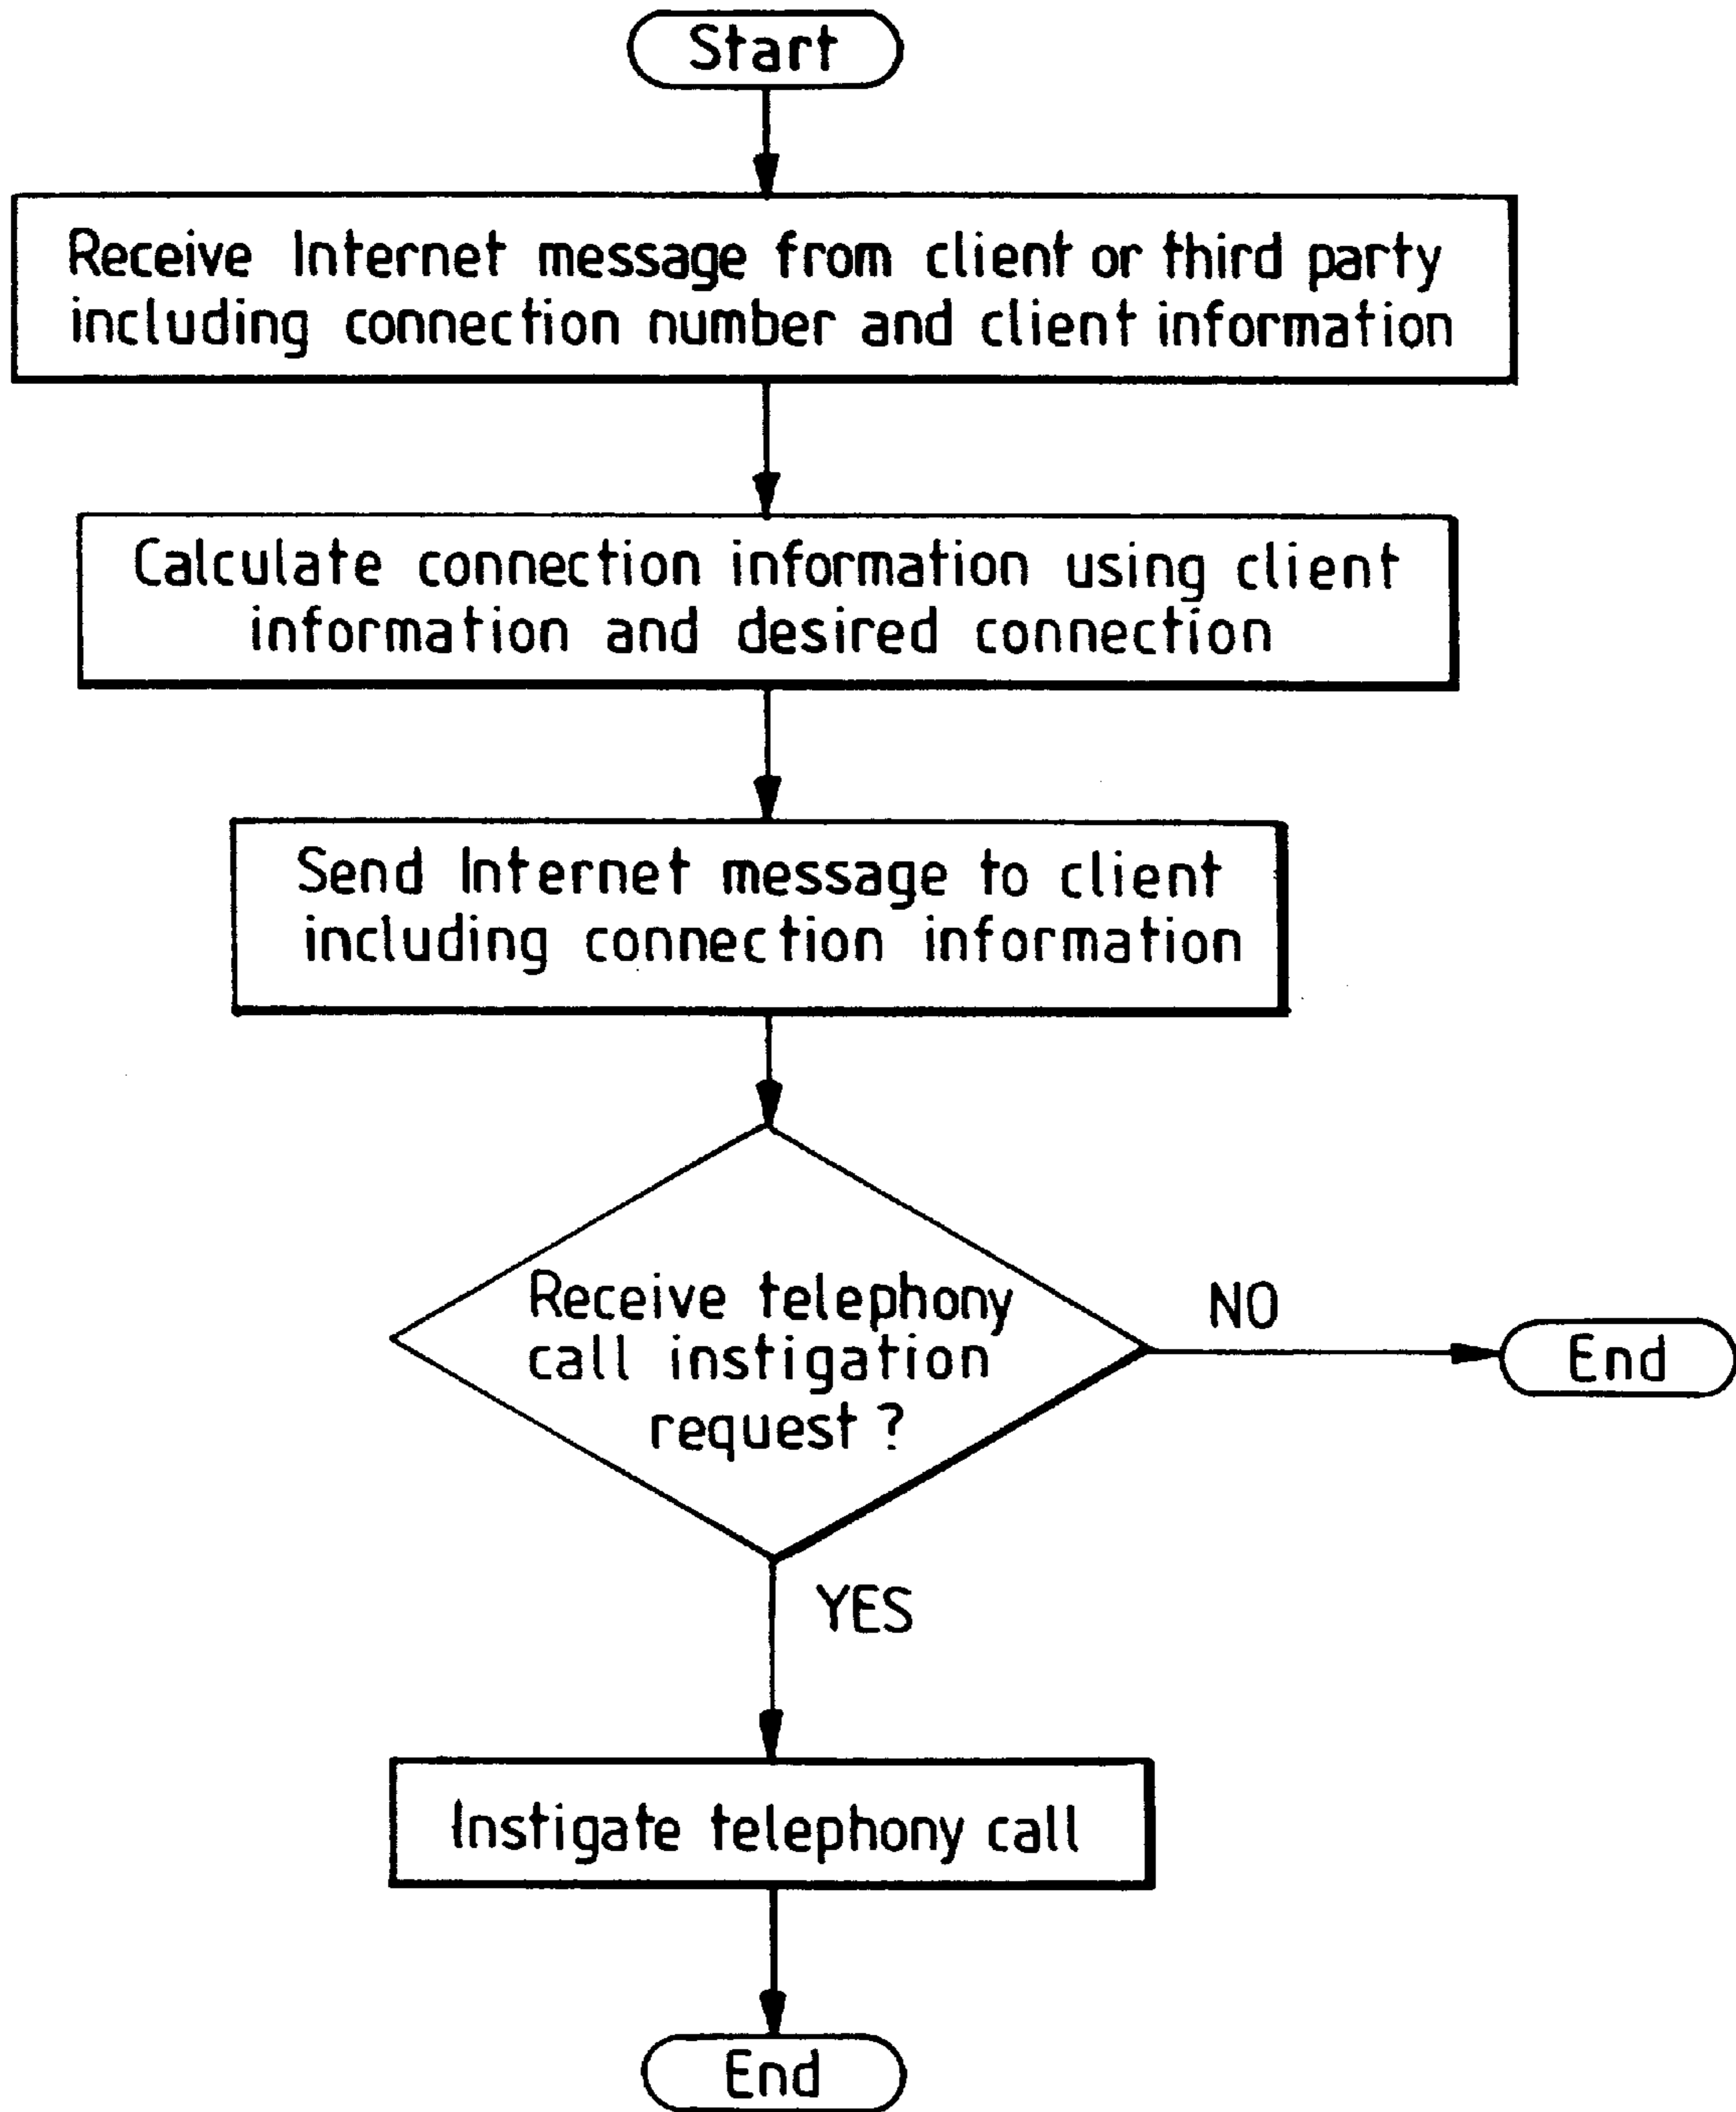 Start
Receive Internet message from client or third party
including connection number and client information
Calculate connection information using client
information and desired connection
Send Internet message to client
including connection information
Receive telephony
call instigation
request ?
NO
End
YES
Instigate telephony call
End